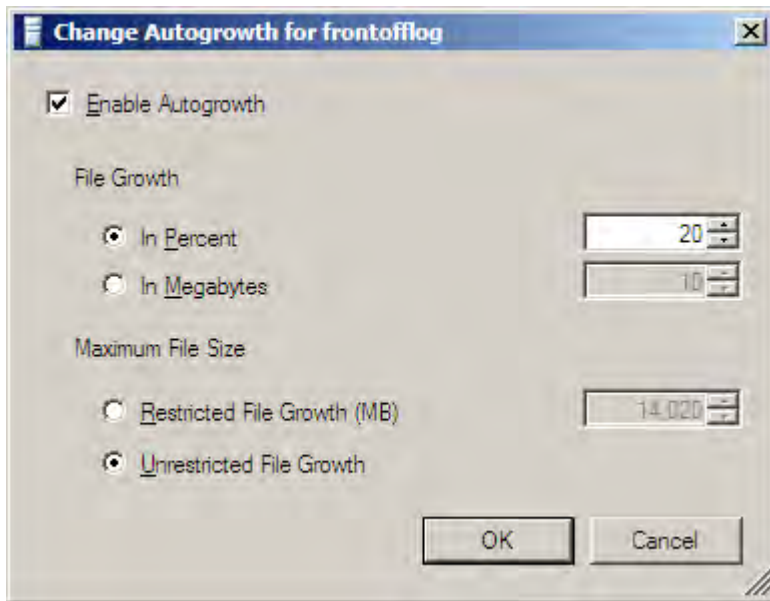 Change Autogrowth for frontofflog
Enable Autogrowth
File Growth
In Percent 20
In Megabytes 10
Maximum File Size
Restricted File Growth (MB) 14.020
Unrestricted File Growth
OK Cancel